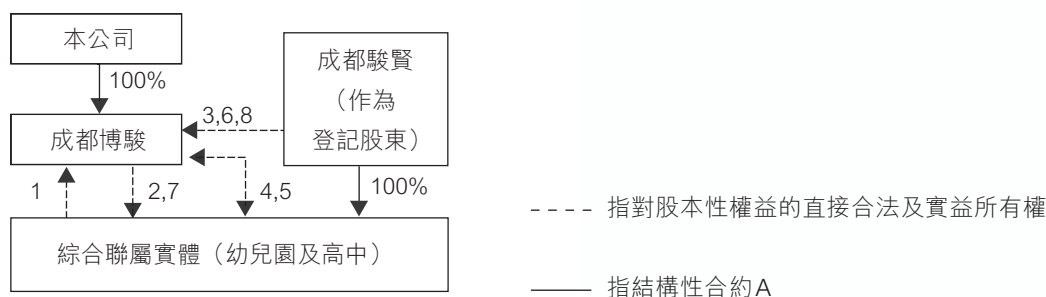 本公司
100%
成都駿賢
（作為
登記股東）
成都博駿
3,6,8
1
2,7
4,5
100%
綜合聯屬實體（幼兒園及高中）
指對股本性權益的直接合法及實益所有權
指結構性合約A